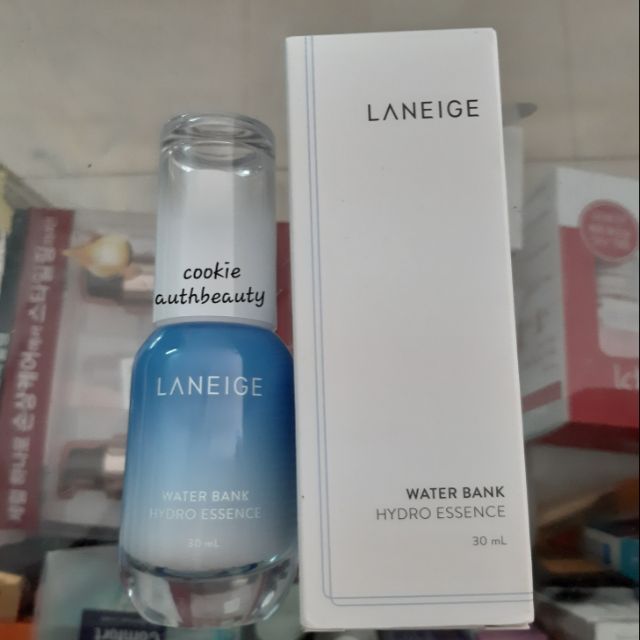 LANEIGE
cookie
authbeauty
LANEIGE
WATER BANK
HYDRO ESSENCE
30 mL
WATER BANK
HYDRO ESSENCE
30 mL